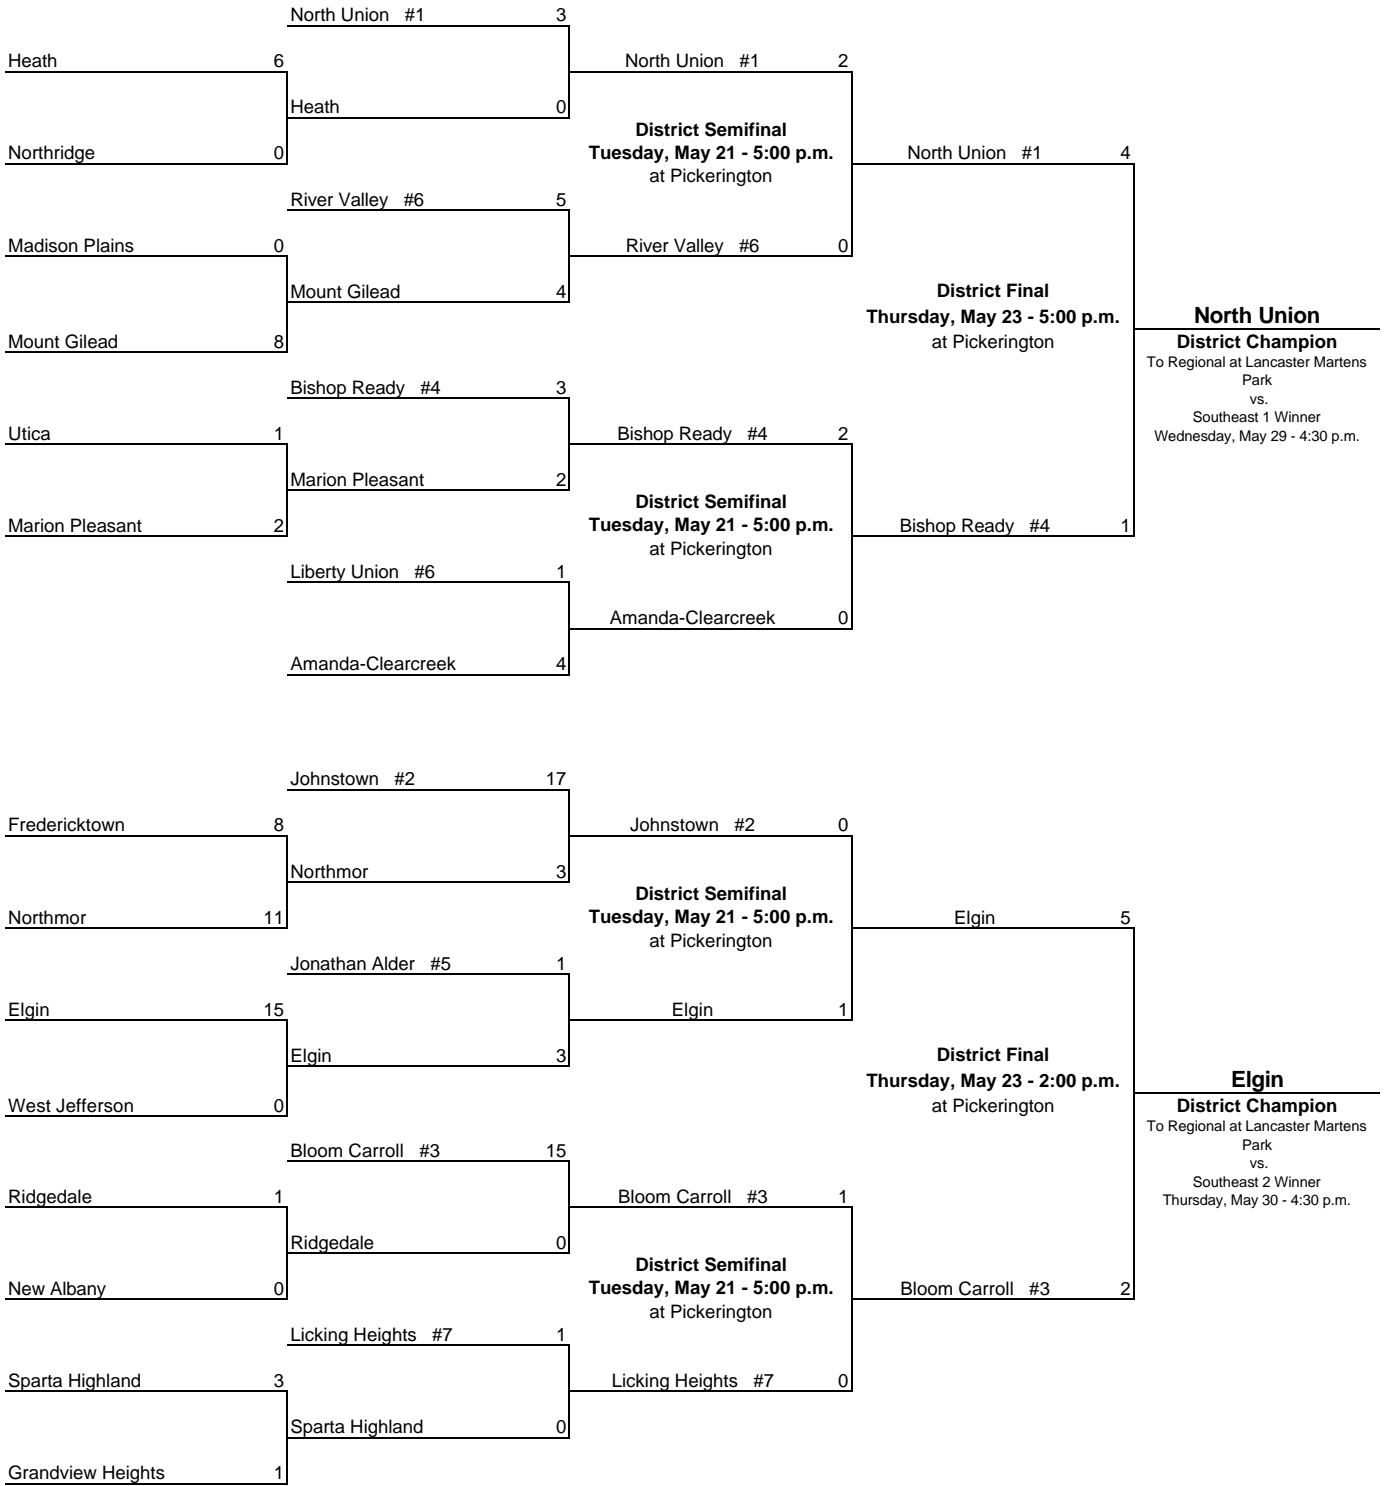 North Union #1 3
Heath 6
North Union #1 2
Heath 0
District Semifinal
Northridge 0
Tuesday, May 21 - 5:00 p.m.
North Union #1 4
at Pickerington
River Valley #6 5
Madison Plains 0
River Valley #6 0
Mount Gilead 4
District Final
Thursday, May 23 - 5:00 p.m.
North Union
Mount Gilead 8
at Pickerington
District Champion
To Regional at Lancaster Martens
Park
vs.
Southeast 1 Winner
Wednesday, May 29 - 4:30 p.m.
Bishop Ready #4 3
Utica 1
Bishop Ready #4 2
Marion Pleasant 2
District Semifinal
Marion Pleasant 2
Tuesday, May 21 - 5:00 p.m.
Bishop Ready #4 1
at Pickerington
Liberty Union #6 1
Amanda-Clearcreek 0
Amanda-Clearcreek 4
Johnstown #2 17
Fredericktown 8
Johnstown #2 0
Northmor 3
District Semifinal
Northmor 11
Tuesday, May 21 - 5:00 p.m.
Elgin 5
at Pickerington
Jonathan Alder #5 1
Elgin 15
Elgin 1
Elgin 3
District Final
Thursday, May 23 - 2:00 p.m.
Elgin
West Jefferson 0
at Pickerington
District Champion
To Regional at Lancaster Martens
Park
vs.
Southeast 2 Winner
Thursday, May 30 - 4:30 p.m.
Bloom Carroll #3 15
Ridgedale 1
Bloom Carroll #3 1
Ridgedale 0
District Semifinal
New Albany 0
Tuesday, May 21 - 5:00 p.m.
Bloom Carroll #3 2
at Pickerington
Licking Heights #7 1
Sparta Highland 3
Licking Heights #7 0
Sparta Highland 0
Grandview Heights 1